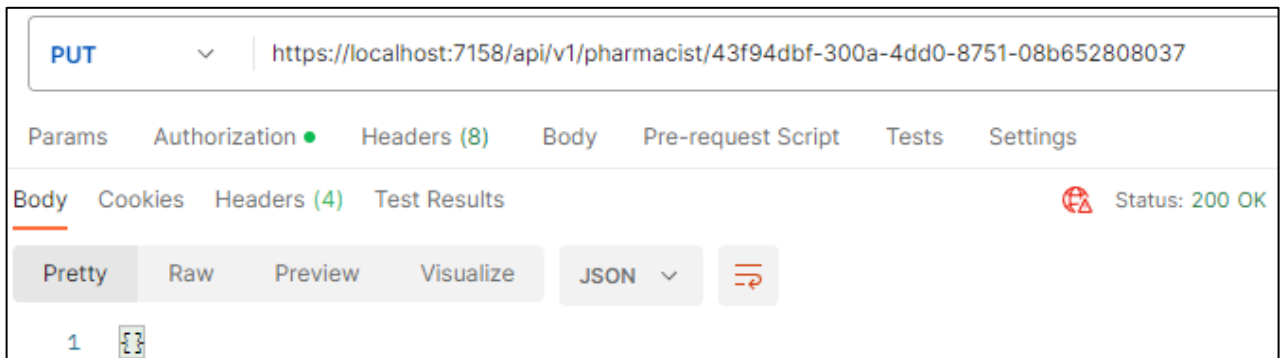 PUT https://localhost:7158/api/v1/pharmacist/43f94dbf-300a-4dd0-8751-08b652808037
Params Authorization Headers (8) Body Pre-request Script Tests Settings
Body Cookies Headers (4) Test Results Status: 200 OK
Pretty Raw Preview Visualize JSON
1 {}